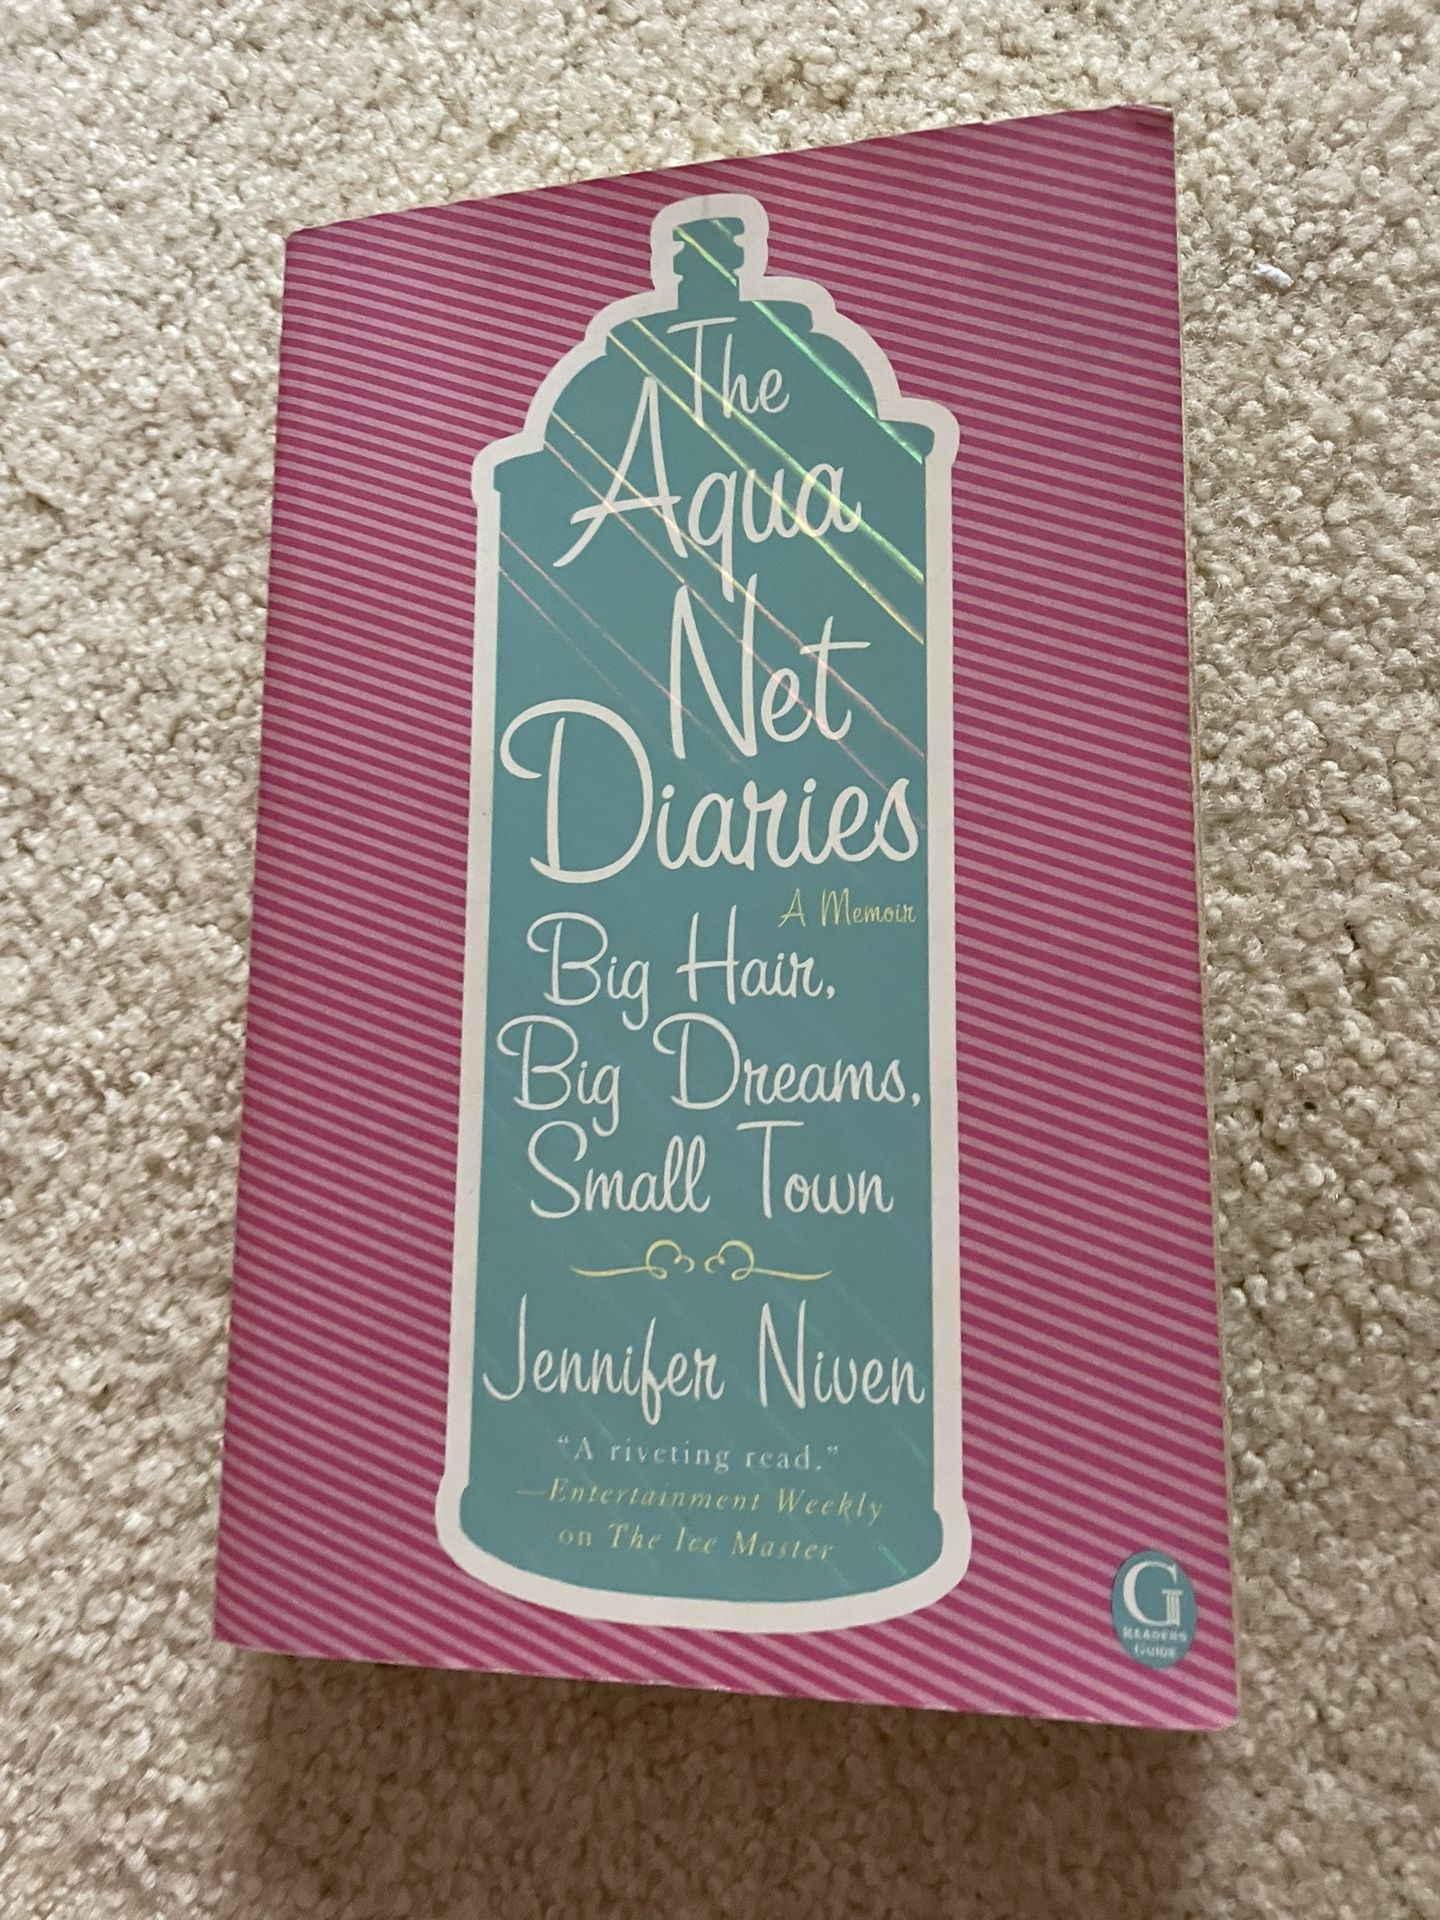 The
Aqua
Net
Diaries
A Memoir
Big Hair,
Big Dreams,
Small Town
Jennifer Niven
“A riveting read.”
—Entertainment Weekly
on The Ice Master
G
READERS
GUIDE